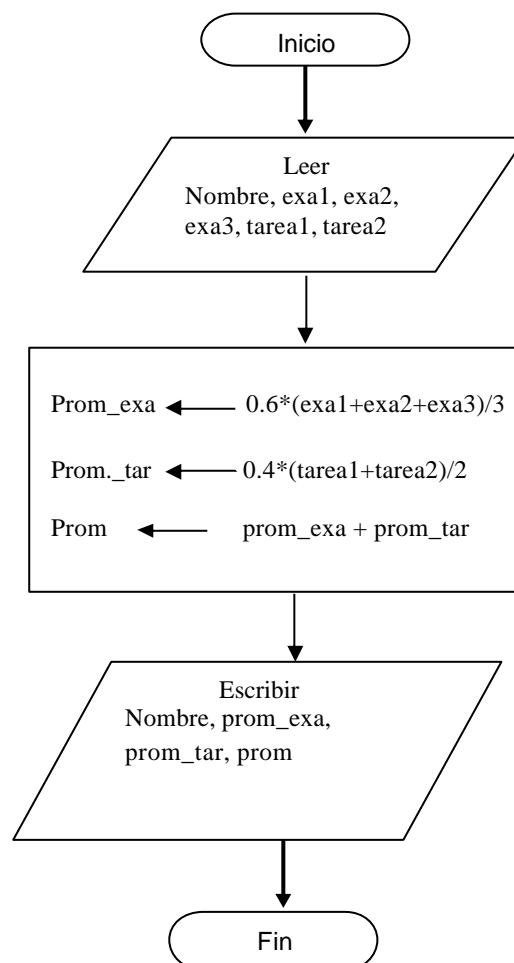 Inicio
Leer
Nombre, exa1, exa2,
exa3, tarea1, tarea2
Prom_exa 0.6*(exa1+exa2+exa3)/3
Prom._tar 0.4*(tarea1+tarea2)/2
Prom prom_exa + prom_tar
Escribir
Nombre, prom_exa,
prom_tar, prom
Fin